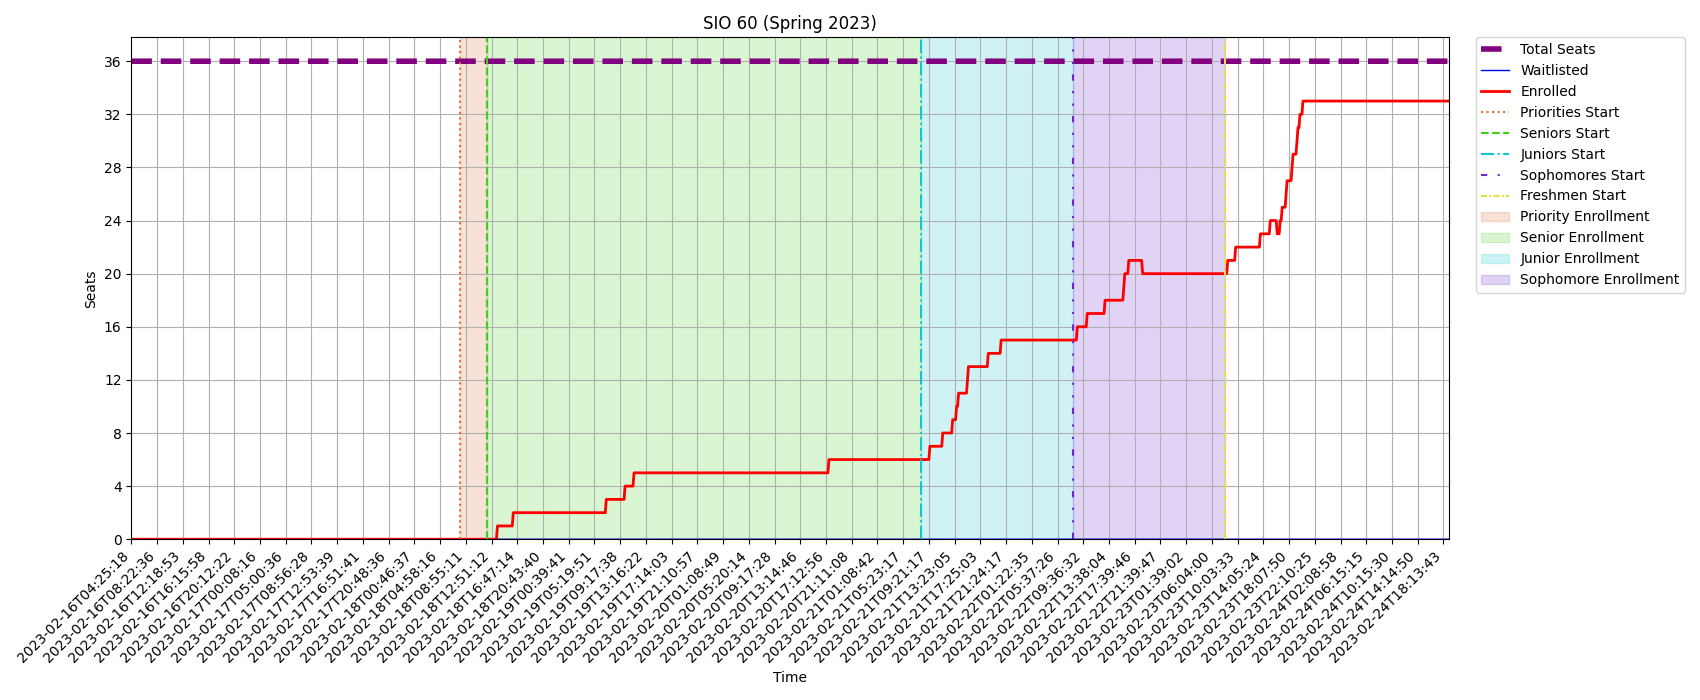 SIO 60 (Spring 2023)
Total Seats
Waitlisted
Enrolled
Priorities Start
Seniors Start
Juniors Start
Sophomores Start
Freshmen Start
Priority Enrollment
Senior Enrollment
Junior Enrollment
Sophomore Enrollment
Seats
36
32
28
24
20
16
12
8
4
0
2023-02-16T04:25:18
2023-02-16T08:22:36
2023-02-16T12:18:53
2023-02-16T16:15:58
2023-02-16T20:12:22
2023-02-17T00:08:16
2023-02-17T05:00:36
2023-02-17T08:56:28
2023-02-17T12:53:39
2023-02-17T16:51:41
2023-02-17T20:48:36
2023-02-18T00:46:37
2023-02-18T04:58:16
2023-02-18T08:55:11
2023-02-18T12:51:12
2023-02-18T16:47:14
2023-02-18T20:43:40
2023-02-19T00:39:41
2023-02-19T05:19:51
2023-02-19T09:17:38
2023-02-19T13:16:22
2023-02-19T17:14:03
2023-02-19T21:10:57
2023-02-20T01:08:49
2023-02-20T05:20:14
2023-02-20T09:17:28
2023-02-20T13:14:46
2023-02-20T17:12:56
2023-02-20T21:11:08
2023-02-21T01:08:42
2023-02-21T05:23:17
2023-02-21T09:21:17
2023-02-21T13:23:05
2023-02-21T17:25:03
2023-02-21T21:24:17
2023-02-22T01:22:35
2023-02-22T05:37:26
2023-02-22T09:36:32
2023-02-22T13:38:04
2023-02-22T17:39:46
2023-02-22T21:39:47
2023-02-23T01:39:02
2023-02-23T06:04:00
2023-02-23T10:03:33
2023-02-23T14:05:24
2023-02-23T18:07:50
2023-02-23T22:10:25
2023-02-24T02:08:58
2023-02-24T06:15:15
2023-02-24T10:15:30
2023-02-24T14:14:50
2023-02-24T18:13:43
Time